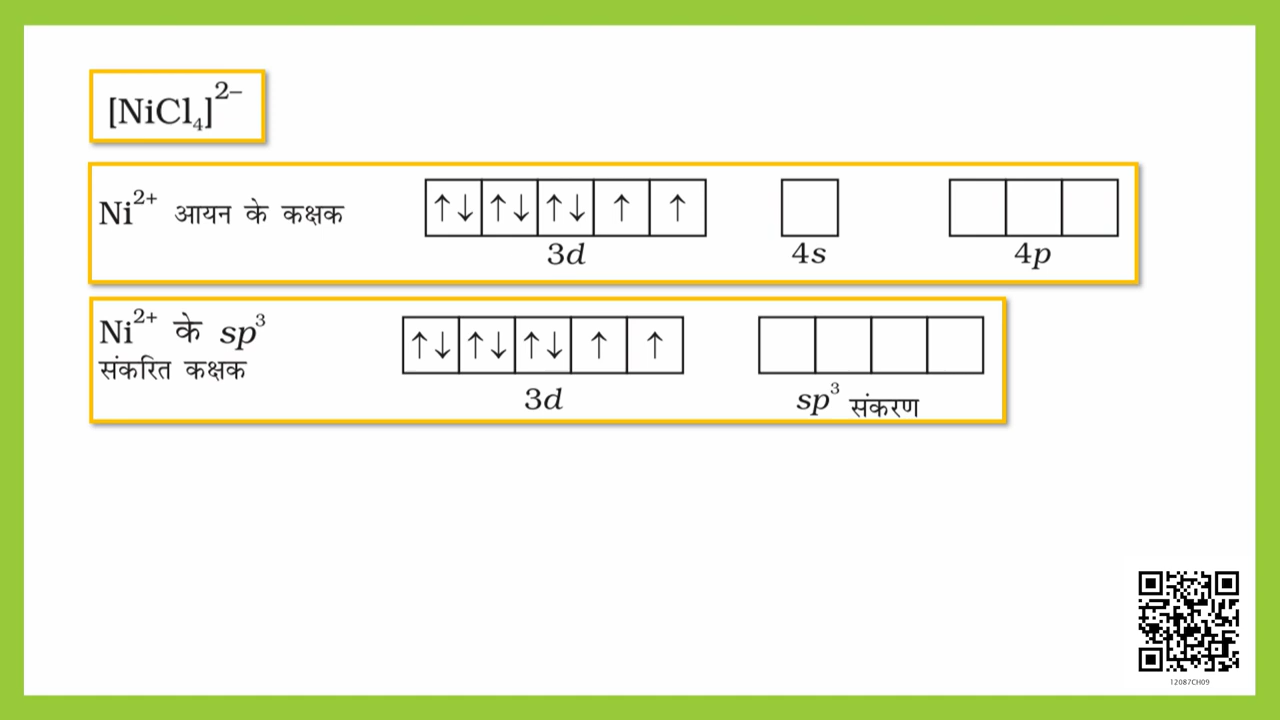 [NiCl₄]²⁻
Ni²⁺ आयन के कक्षक ↑↓ ↑↓ ↑↓ ↑ ↑
3d 4s 4p
Ni²⁺ के sp³
संकरित कक्षक ↑↓ ↑↓ ↑↓ ↑ ↑
3d sp³ संकरण
12087CH09